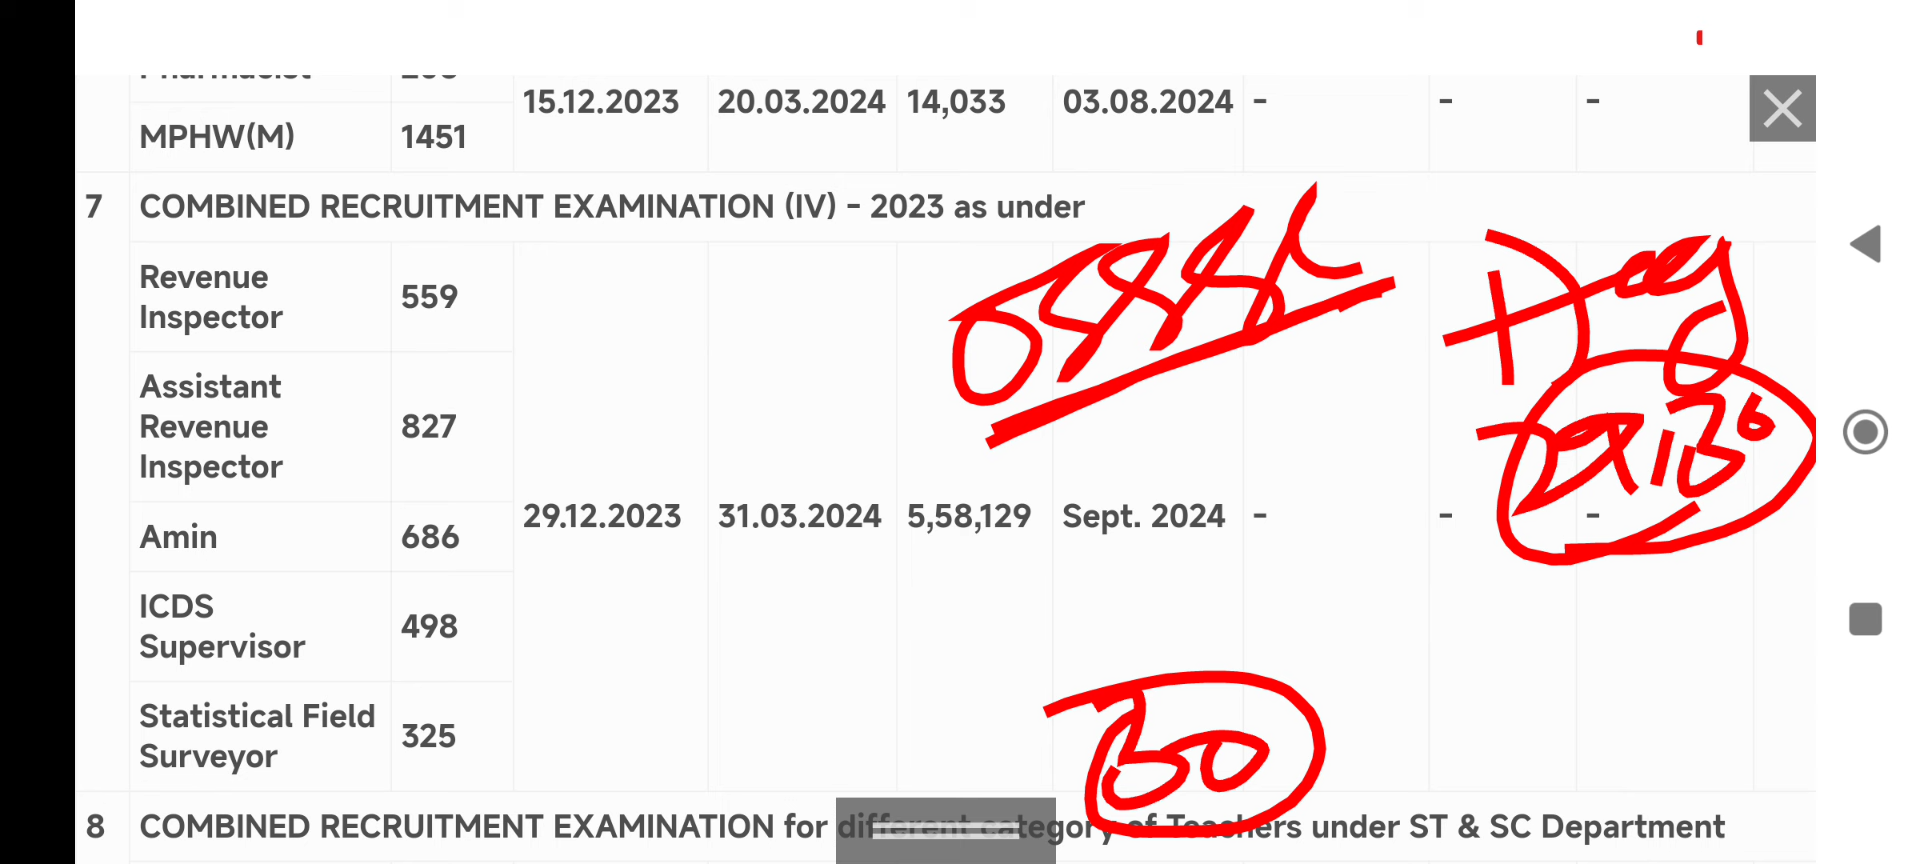 15.12.2023 20.03.2024 14,033 03.08.2024 - - -
MPHW(M) 1451
7 COMBINED RECRUITMENT EXAMINATION (IV) - 2023 as under
Revenue Inspector 559
Assistant Revenue Inspector 827
Amin 686
29.12.2023 31.03.2024 5,58,129 Sept. 2024 - - -
ICDS Supervisor 498
Statistical Field Surveyor 325
8 COMBINED RECRUITMENT EXAMINATION for different category of Teachers under ST & SC Department